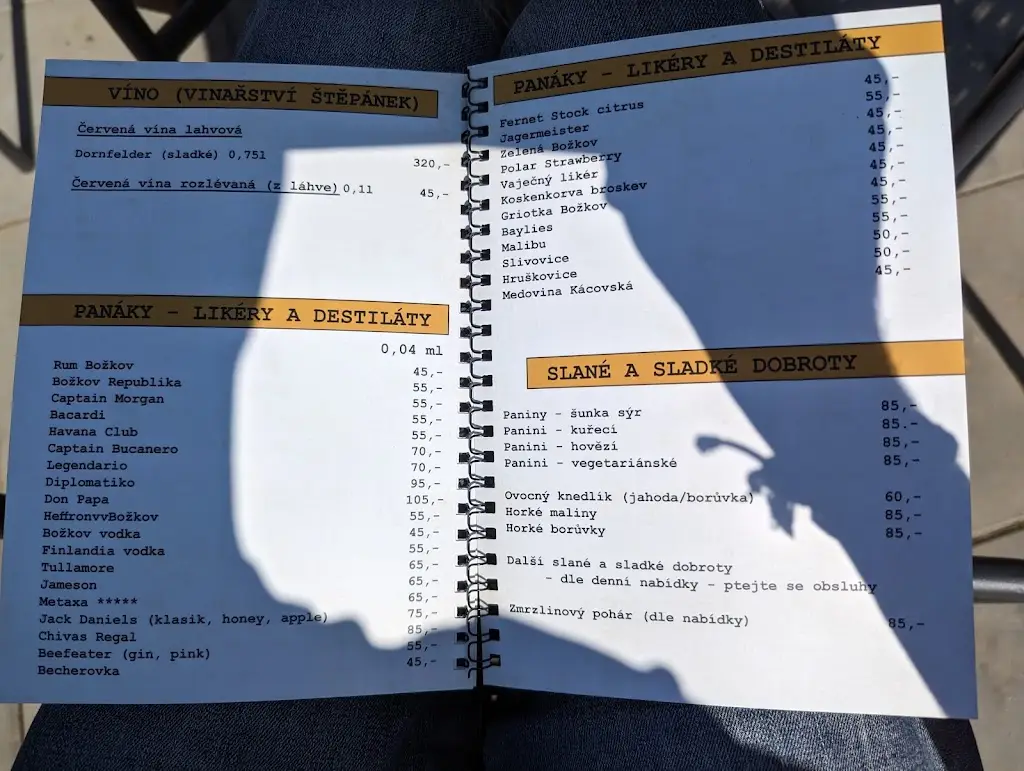 VÍNO (VINAŘSTVÍ ŠTĚPÁNEK)
Červená vína lahvová
Dornfelder (sladké) 0,75l 320,-
Červená vína rozlévaná (z láhve) 0,1l 45,-
PANÁKY - LIKÉRY A DESTILÁTY
0,04 ml
Rum Božkov 45,-
Božkov Republika 55,-
Captain Morgan 55,-
Bacardi 55,-
Havana Club 55,-
Captain Bucanero 70,-
Legendario 70,-
Diplomatiko 95,-
Don Papa 105,-
HeffronvvBožkov 55,-
Božkov vodka 45,-
Finlandia vodka 55,-
Tullamore 65,-
Jameson 65,-
Metaxa ***** 65,-
Jack Daniels (klasik, honey, apple) 75,-
Chivas Regal 85,-
Beefeater (gin, pink) 55,-
Becherovka 45,-
PANÁKY - LIKÉRY A DESTILÁTY
Fernet Stock citrus 45,-
Jagermeister 55,-
Zelená Božkov 45,-
Polar Strawberry 45,-
Vaječný likér 45,-
Koskenkorva broskev 45,-
Griotka Božkov 45,-
Baylies 55,-
Malibu 55,-
Slivovice 50,-
Hruškovice 50,-
Medovina Kácovská 45,-
SLANÉ A SLADKÉ DOBROTY
Paniny - šunka sýr 85,-
Panini - kuřecí 85.-
Panini - hovězí 85,-
Panini - vegetariánské 85,-
Ovocný knedlík (jahoda/borůvka) 60,-
Horké maliny 85,-
Horké borůvky 85,-
Další slané a sladké dobroty
- dle denní nabídky - ptejte se obsluhy
Zmrzlinový pohár (dle nabídky) 85,-